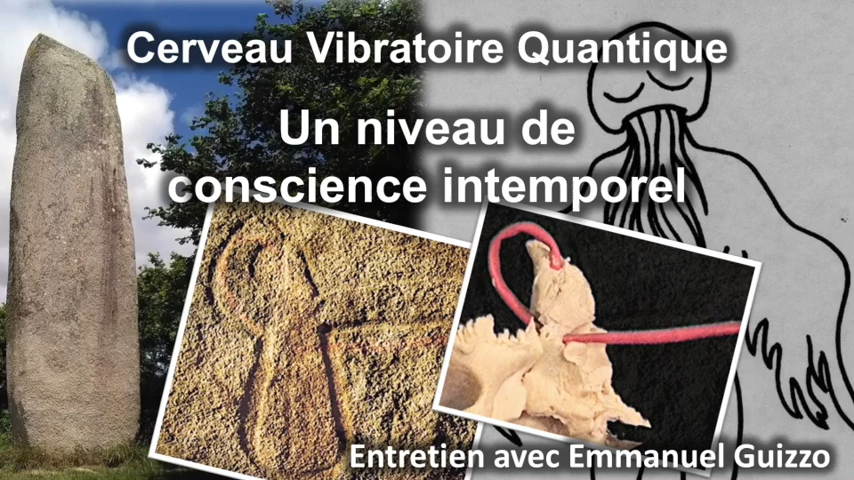 Cerveau Vibratoire Quantique
Un niveau de
conscience intemporel
Entretien avec Emmanuel Guizzo